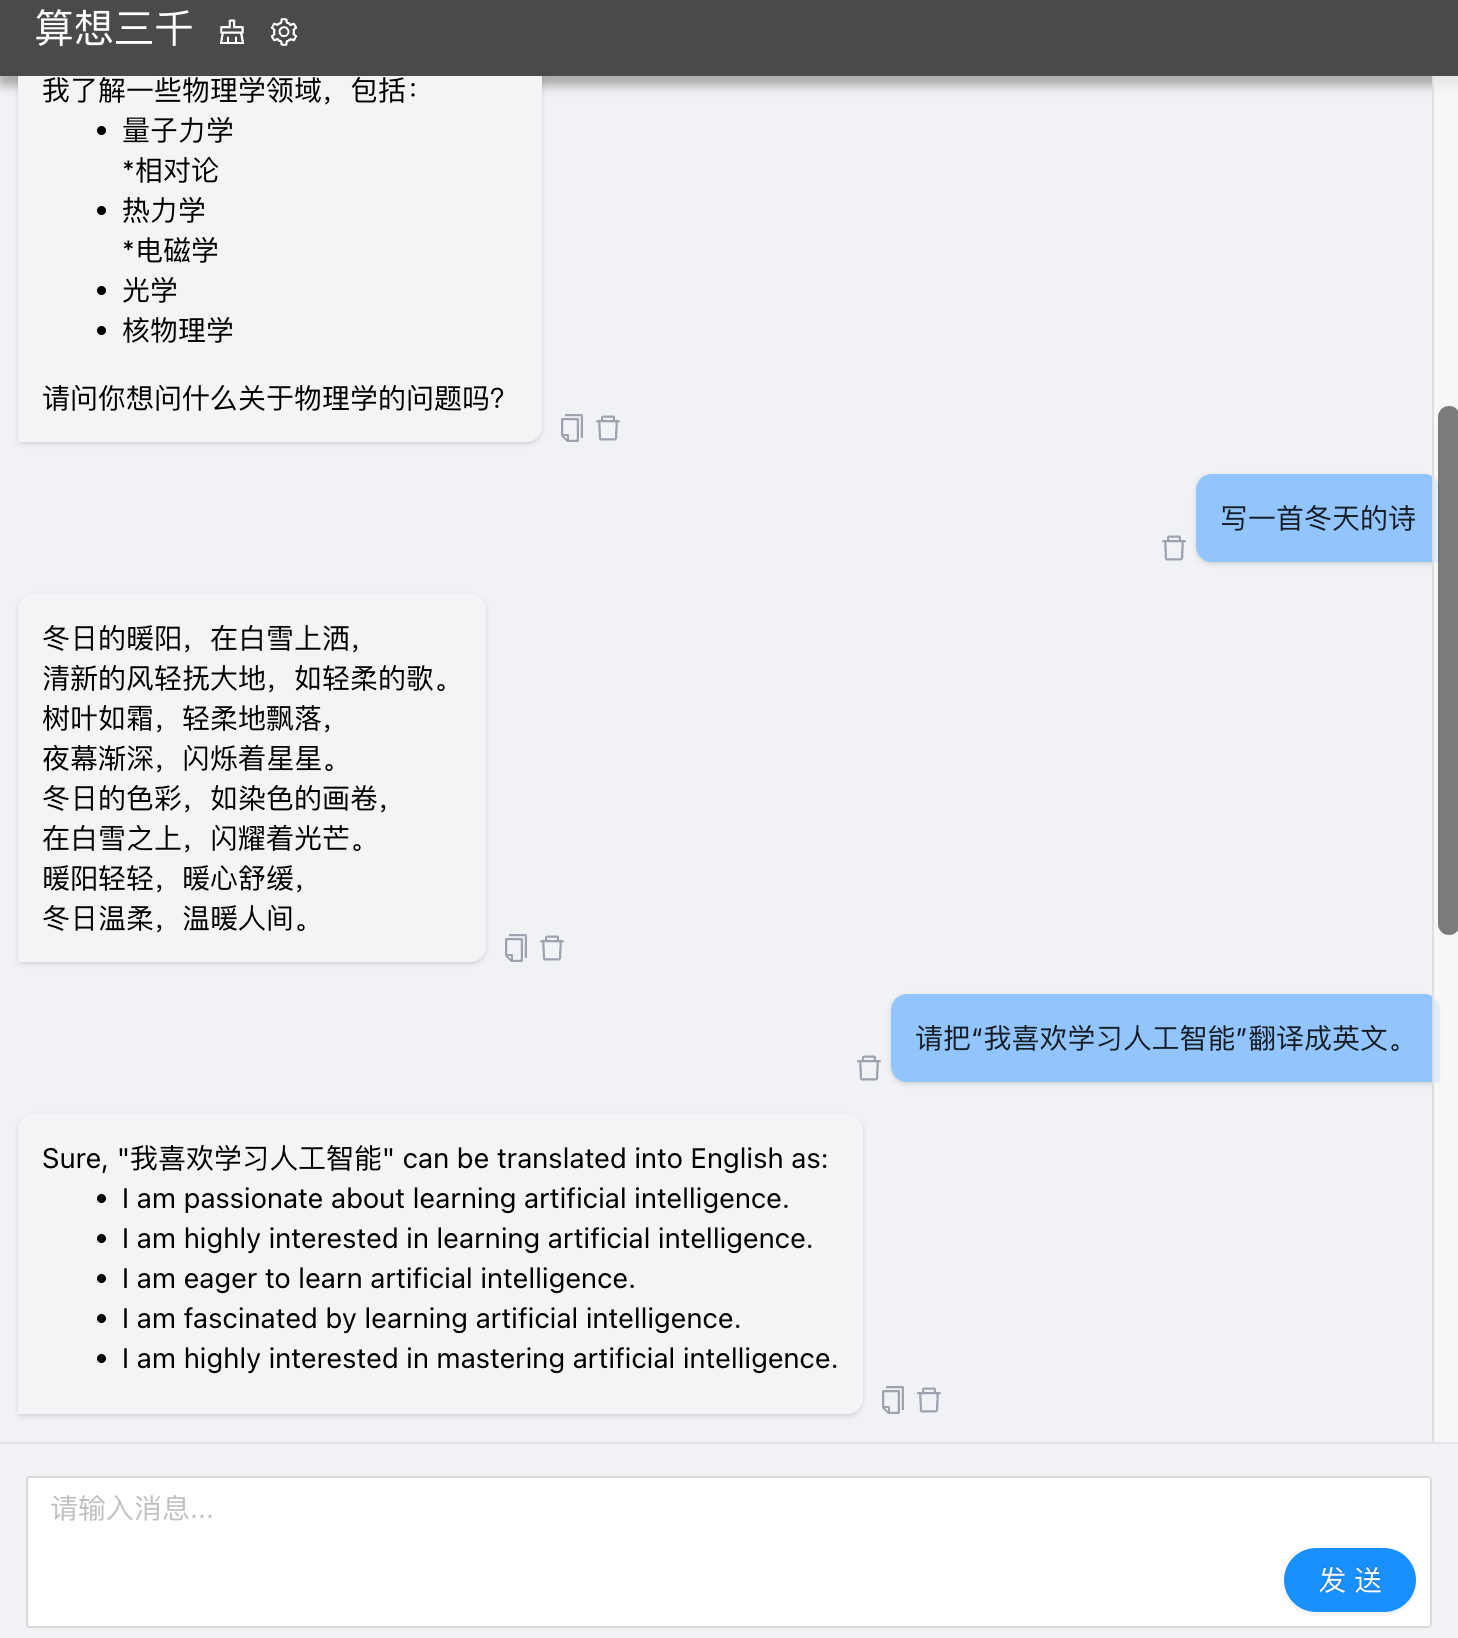 算想三千
我了解一些物理学领域，包括：
• 量子力学
*相对论
• 热力学
*电磁学
• 光学
• 核物理学
请问你想问什么关于物理学的问题吗?
写一首冬天的诗
冬日的暖阳，在白雪上洒，
清新的风轻抚大地，如轻柔的歌。
树叶如霜，轻柔地飘落，
夜幕渐深，闪烁着星星。
冬日的色彩，如染色的画卷，
在白雪之上，闪耀着光芒。
暖阳轻轻，暖心舒缓，
冬日温柔，温暖人间。
请把“我喜欢学习人工智能”翻译成英文。
Sure, "我喜欢学习人工智能" can be translated into English as:
• I am passionate about learning artificial intelligence.
• I am highly interested in learning artificial intelligence.
• I am eager to learn artificial intelligence.
• I am fascinated by learning artificial intelligence.
• I am highly interested in mastering artificial intelligence.
请输入消息...
发 送